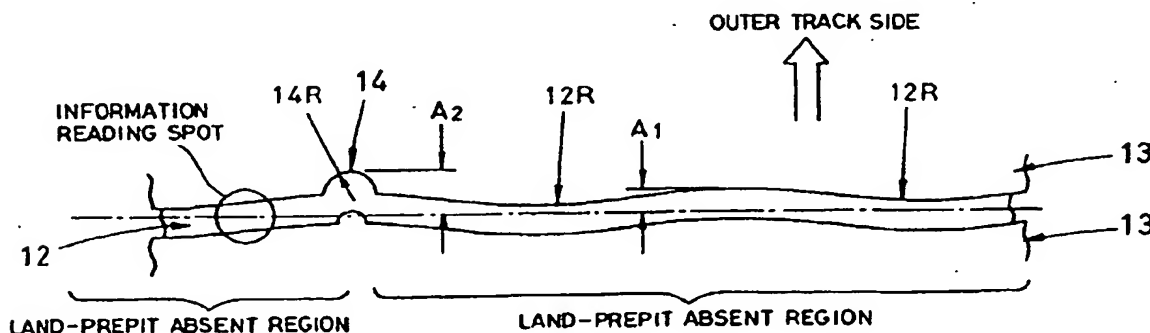 OUTER TRACK SIDE
14
14R
A2
12R
A1
12R
INFORMATION
READING SPOT
13
12
13
LAND-PREPIT ABSENT REGION
LAND-PREPIT ABSENT REGION